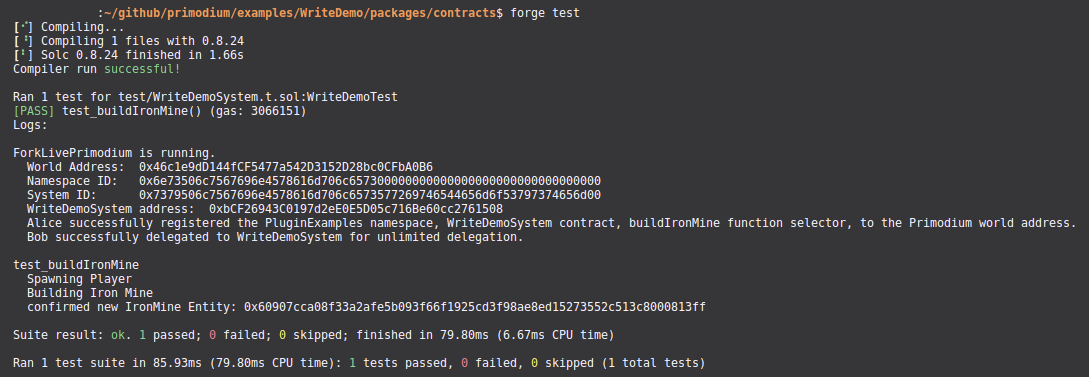 :~/github/primodium/examples/WriteDemo/packages/contracts$ forge test
[⠊] Compiling...
[⠘] Compiling 1 files with 0.8.24
[⠃] Solc 0.8.24 finished in 1.66s
Compiler run successful!
Ran 1 test for test/WriteDemoSystem.t.sol:WriteDemoTest
[PASS] test_buildIronMine() (gas: 3066151)
Logs:
ForkLivePrimodium is running.
World Address: 0x46c1e9dD144fCF5477a542D3152D28bc0CFbA0B6
Namespace ID: 0x6e73506c7567696e4578616d706c657300000000000000000000000000000000
System ID: 0x7379506c7567696e4578616d706c6573577269746544656d6f53797374656d00
WriteDemoSystem address: 0xbCF26943C0197d2eE0E5D05c716Be60cc2761508
Alice successfully registered the PluginExamples namespace, WriteDemoSystem contract, buildIronMine function selector, to the Primodium world address.
Bob successfully delegated to WriteDemoSystem for unlimited delegation.
test_buildIronMine
Spawning Player
Building Iron Mine
confirmed new IronMine Entity: 0x60907cca08f33a2afe5b093f66f1925cd3f98ae8ed15273552c513c8000813ff
Suite result: ok. 1 passed; 0 failed; 0 skipped; finished in 79.80ms (6.67ms CPU time)
Ran 1 test suite in 85.93ms (79.80ms CPU time): 1 tests passed, 0 failed, 0 skipped (1 total tests)